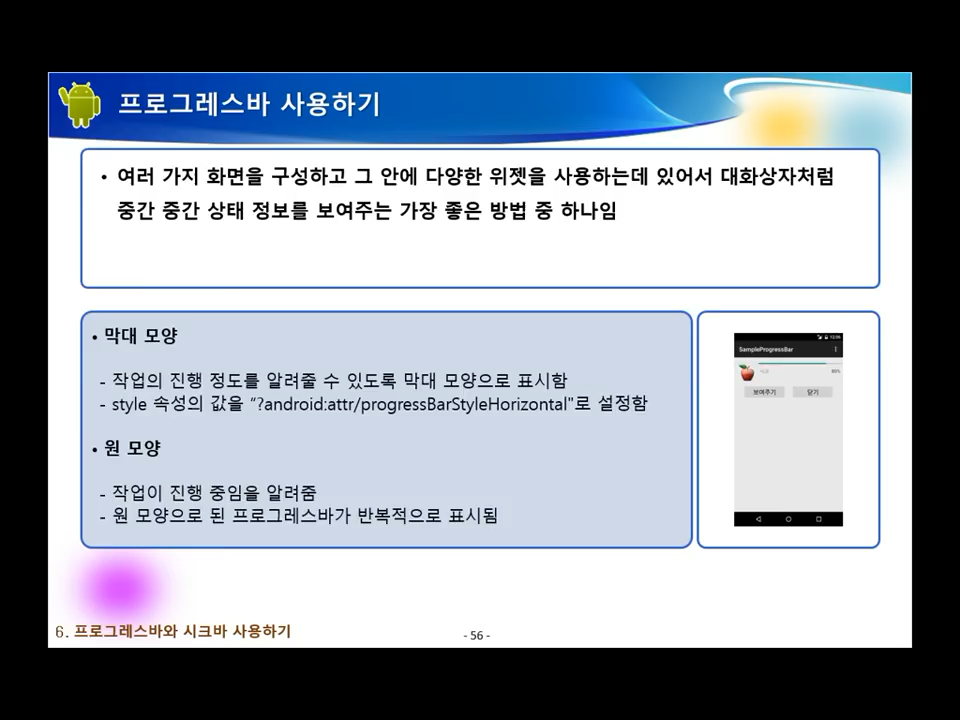 프로그레스바 사용하기
• 여러 가지 화면을 구성하고 그 안에 다양한 위젯을 사용하는데 있어서 대화상자처럼
중간 중간 상태 정보를 보여주는 가장 좋은 방법 중 하나임
• 막대 모양
- 작업의 진행 정도를 알려줄 수 있도록 막대 모양으로 표시함
- style 속성의 값을 “?android:attr/progressBarStyleHorizontal"로 설정함
• 원 모양
- 작업이 진행 중임을 알려줌
- 원 모양으로 된 프로그레스바가 반복적으로 표시됨
SampleProgressBar
보여주기 닫기
6. 프로그레스바와 시크바 사용하기
- 56 -